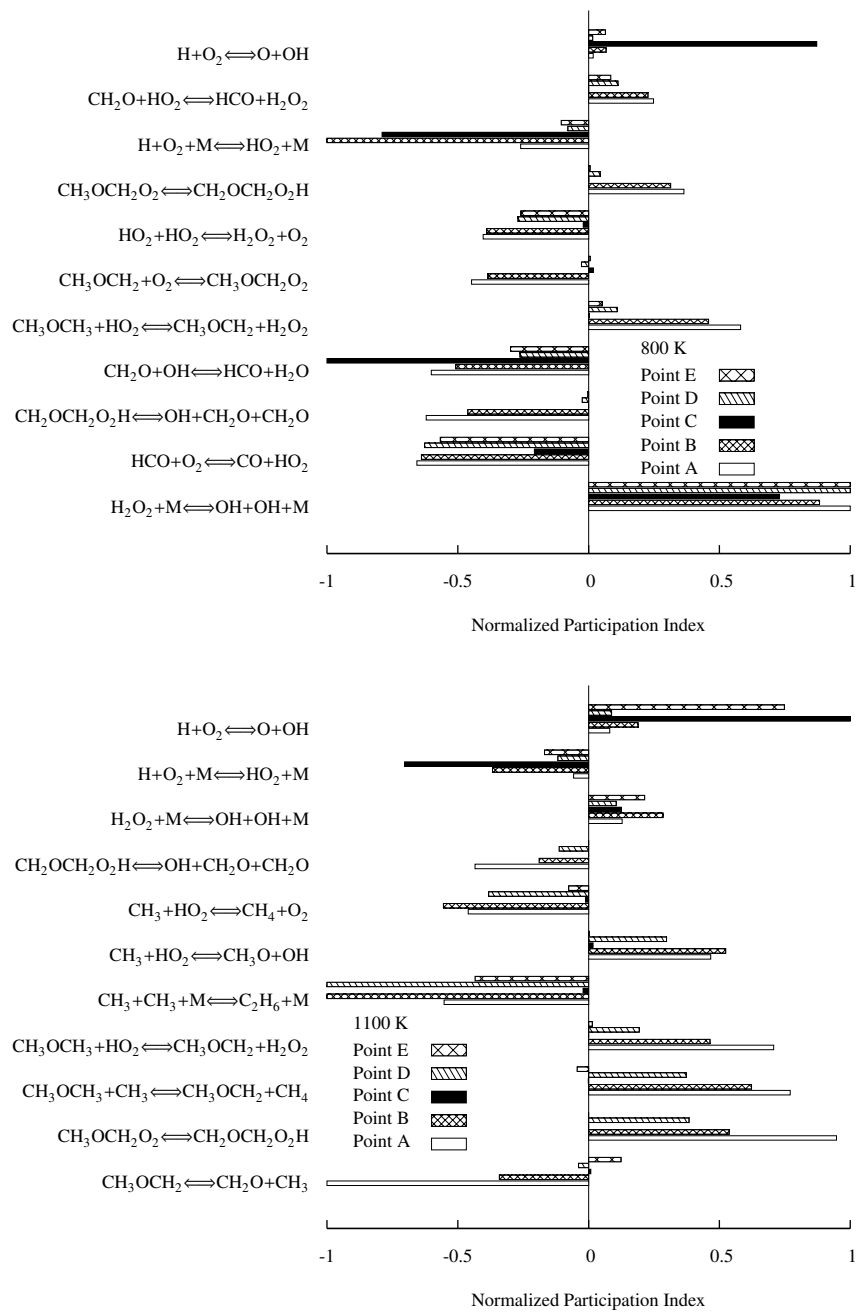 H+O₂⟺O+OH
CH₂O+HO₂⟺HCO+H₂O₂
H+O₂+M⟺HO₂+M
CH₃OCH₂O₂⟺CH₂OCH₂O₂H
HO₂+HO₂⟺H₂O₂+O₂
CH₃OCH₂+O₂⟺CH₃OCH₂O₂
CH₃OCH₃+HO₂⟺CH₃OCH₂+H₂O₂
CH₂O+OH⟺HCO+H₂O
CH₂OCH₂O₂H⟺OH+CH₂O+CH₂O
HCO+O₂⟺CO+HO₂
H₂O₂+M⟺OH+OH+M
800 K
Point E
Point D
Point C
Point B
Point A
-1 -0.5 0 0.5 1
Normalized Participation Index
H+O₂⟺O+OH
H+O₂+M⟺HO₂+M
H₂O₂+M⟺OH+OH+M
CH₂OCH₂O₂H⟺OH+CH₂O+CH₂O
CH₃+HO₂⟺CH₄+O₂
CH₃+HO₂⟺CH₃O+OH
CH₃+CH₃+M⟺C₂H₆+M
CH₃OCH₃+HO₂⟺CH₃OCH₂+H₂O₂
CH₃OCH₃+CH₃⟺CH₃OCH₂+CH₄
CH₃OCH₂O₂⟺CH₂OCH₂O₂H
CH₃OCH₂⟺CH₂O+CH₃
1100 K
Point E
Point D
Point C
Point B
Point A
-1 -0.5 0 0.5 1
Normalized Participation Index